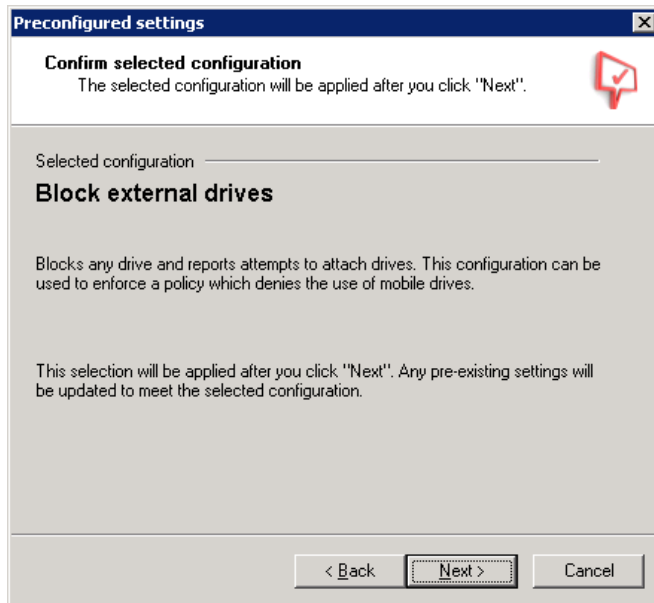 Preconfigured settings
Confirm selected configuration
The selected configuration will be applied after you click "Next".
Selected configuration
Block external drives
Blocks any drive and reports attempts to attach drives. This configuration can be
used to enforce a policy which denies the use of mobile drives.
This selection will be applied after you click "Next". Any pre-existing settings will
be updated to meet the selected configuration.
< Back
Next >
Cancel